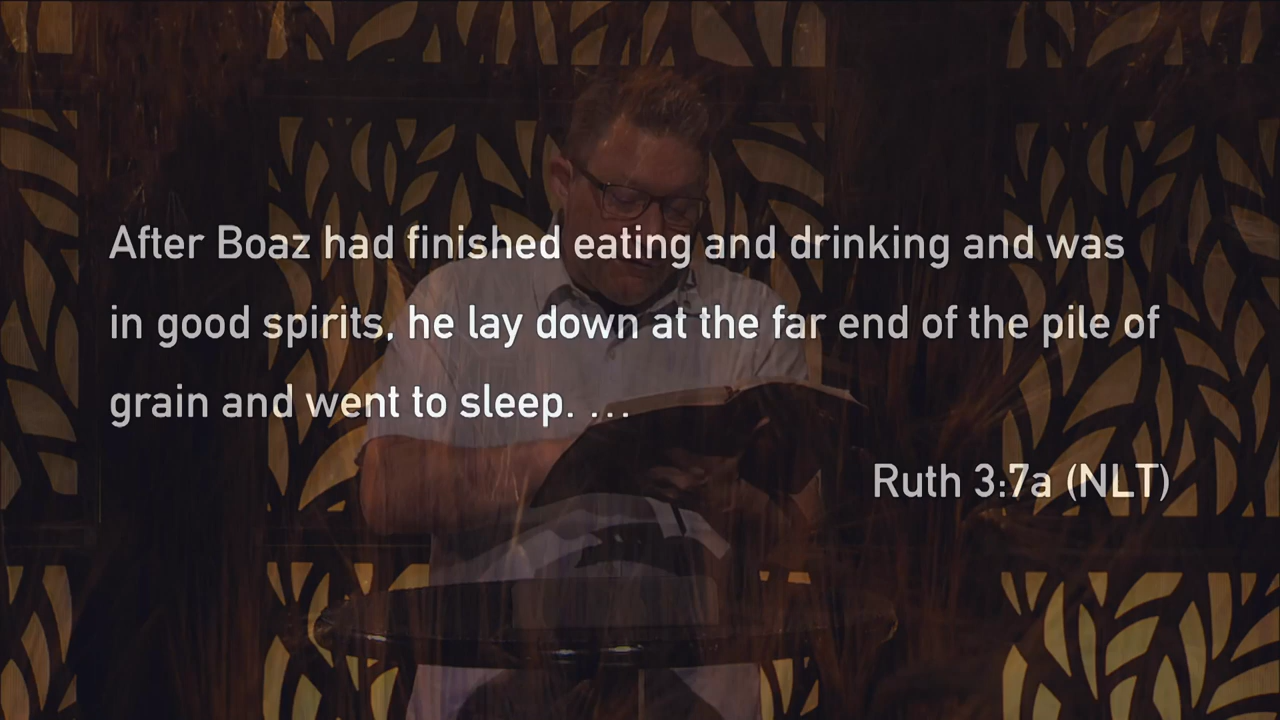 After Boaz had finished eating and drinking and was
in good spirits, he lay down at the far end of the pile of
grain and went to sleep. …
Ruth 3:7a (NLT)